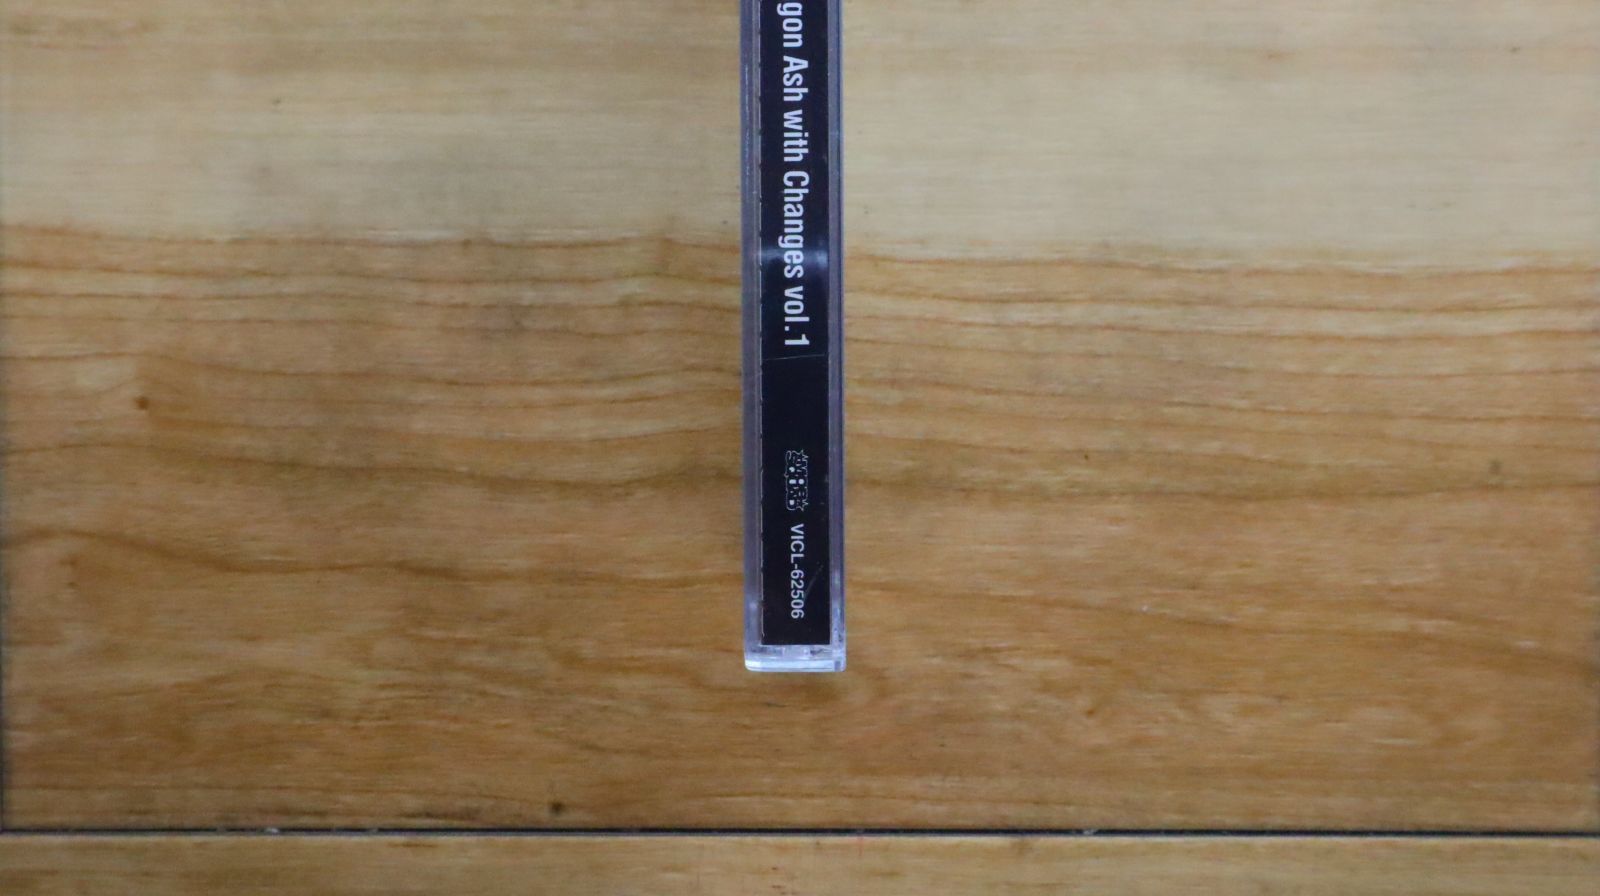 gon Ash with Changes vol.1
VICL-62506